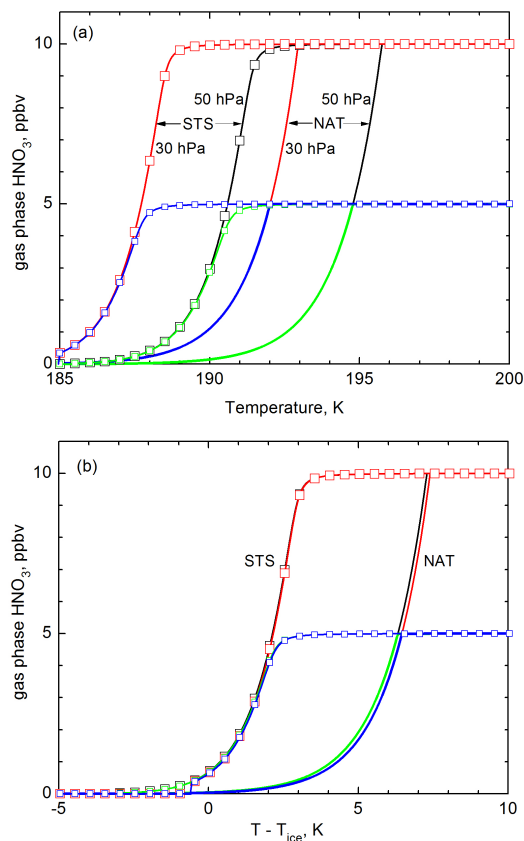 (a)
10
50 hPa
50 hPa
STS
NAT
30 hPa
30 hPa
5
0
gas phase HNO₃, ppbv
185
190
195
200
Temperature, K
(b)
10
STS
NAT
5
0
gas phase HNO₃, ppbv
-5
0
5
10
T - Tᵢcₑ, K